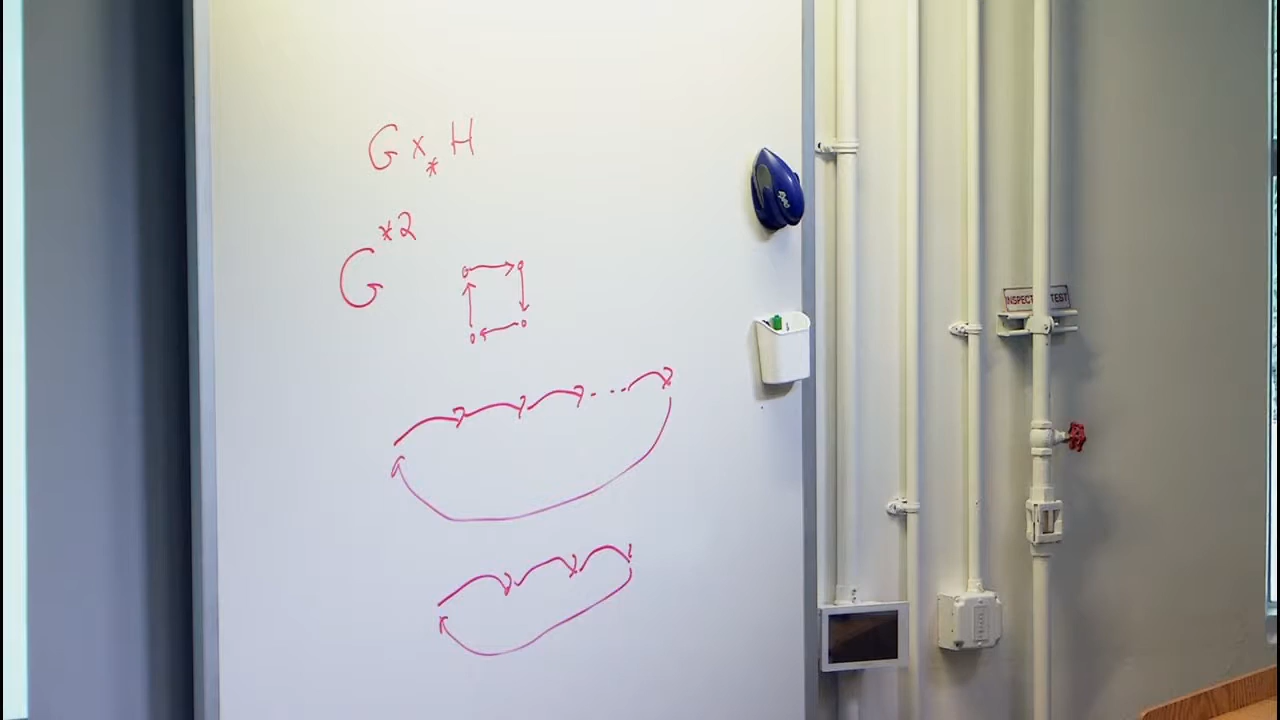 G ×⁎ H
G*²
INSPECT TEST